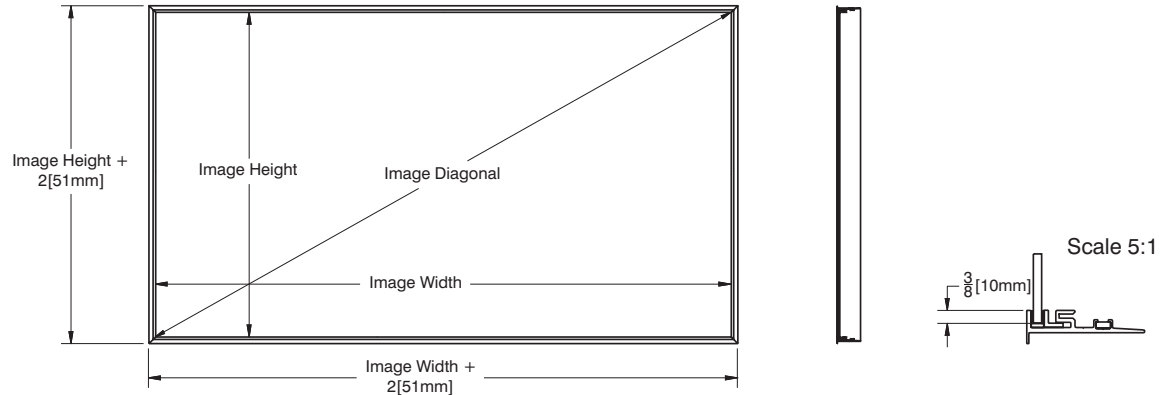 Image Height +
2[51mm]
Image Height
Image Diagonal
Image Width
Image Width +
2[51mm]
Scale 5:1
3/8[10mm]